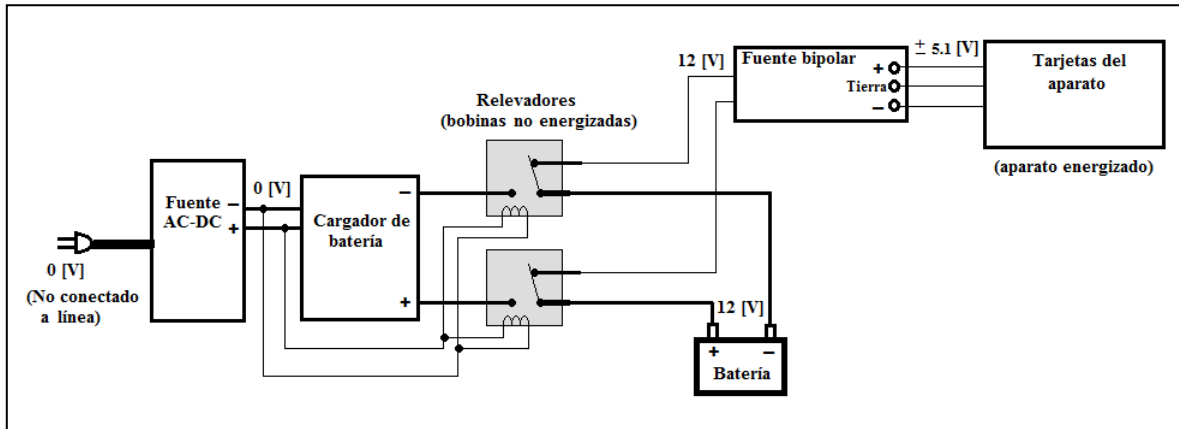 12 [V]
Fuente bipolar
+
Tierra
−
± 5.1 [V]
Tarjetas del
aparato
(aparato energizado)
Relevadores
(bobinas no energizadas)
0 [V]
(No conectado
a línea)
Fuente
AC-DC
−
+
0 [V]
Cargador de
batería
−
+
12 [V]
+ −
Batería